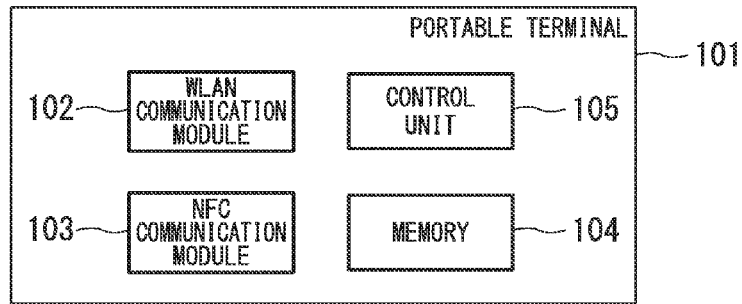 PORTABLE TERMINAL
101
102
WLAN
COMMUNICATION
MODULE
CONTROL
UNIT
105
103
NFC
COMMUNICATION
MODULE
MEMORY
104